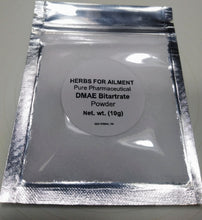 HERBS FOR AILMENT
Pure Pharmaceutical
DMAE Bitartrate
Powder
Net. wt. (10g)